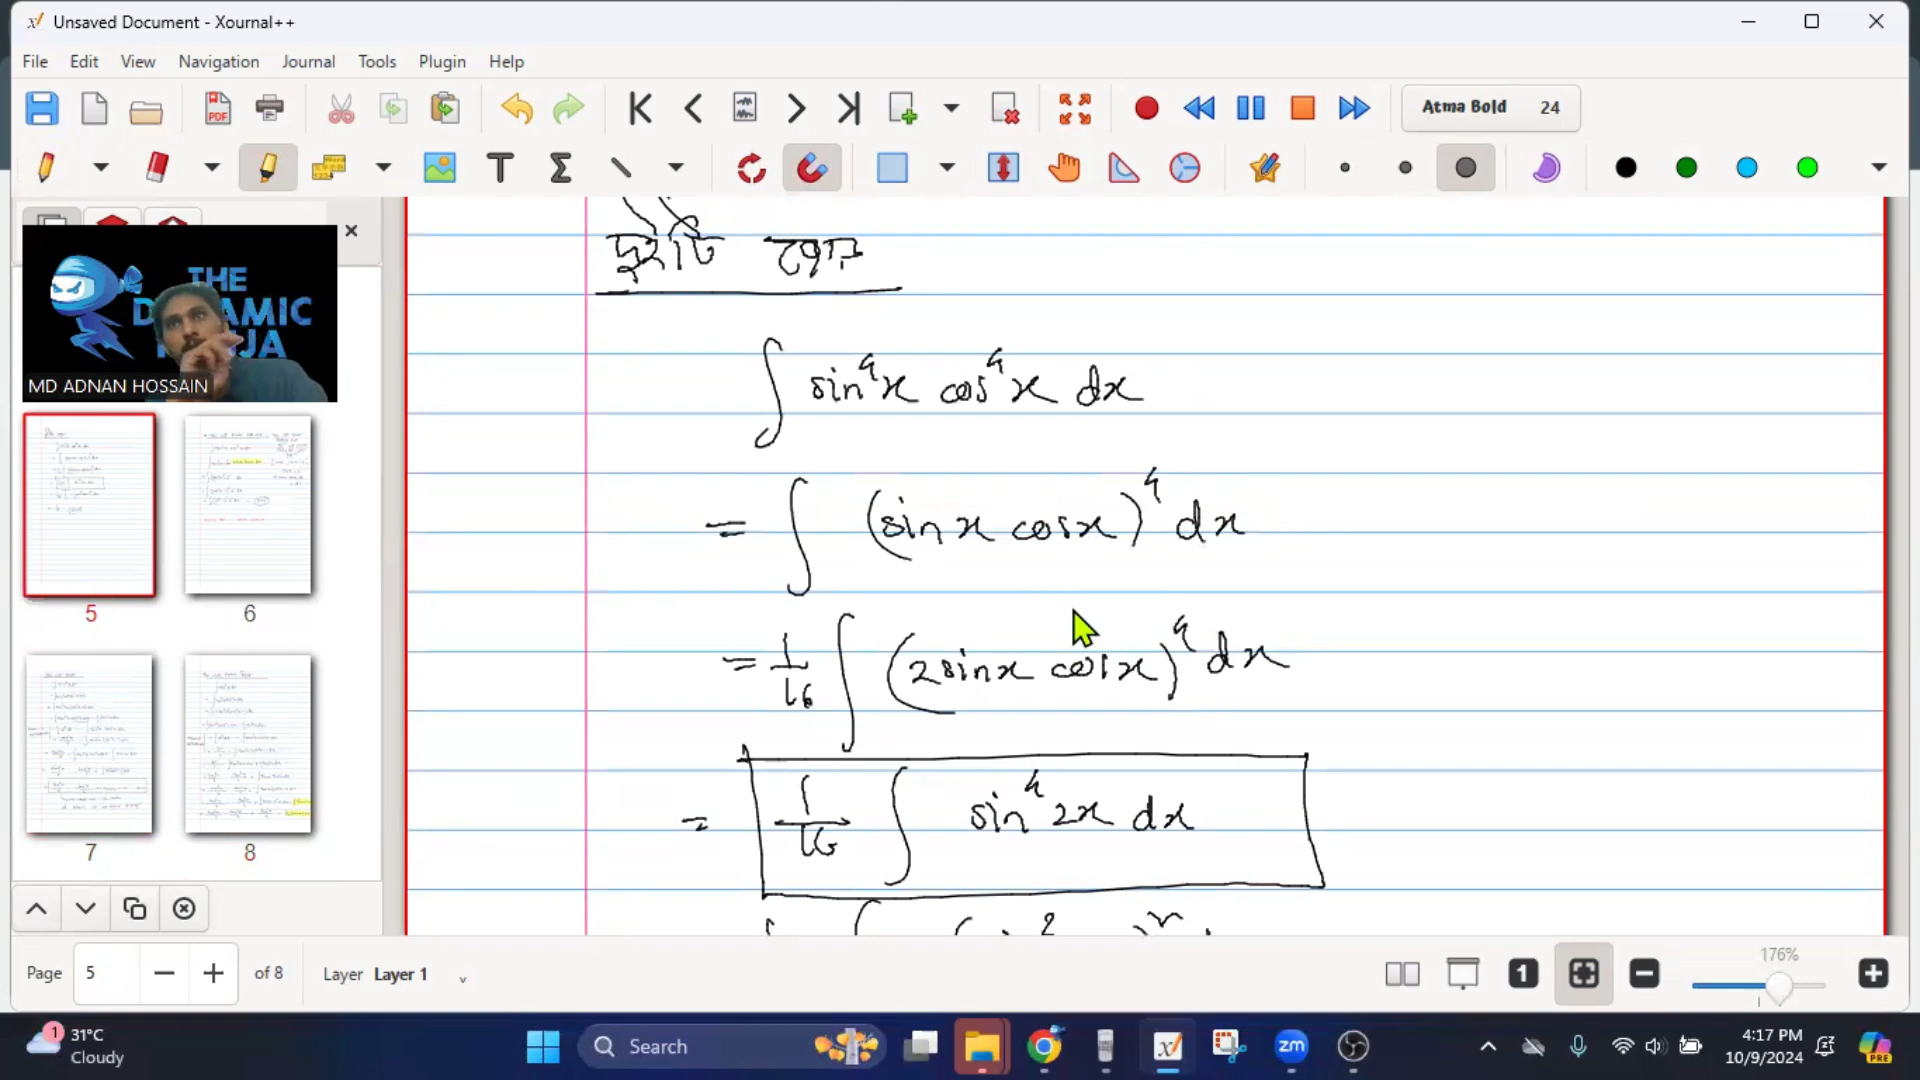 Unsaved Document - Xournal++
File Edit View Navigation Journal Tools Plugin Help
Atma Bold 24
THE
DYNAMIC
NINJA
MD ADNAN HOSSAIN
5
6
7
8
∫ sin⁴x cos⁴x dx
= ∫ (sinx cosx)⁴ dx
= 1/16 ∫ (2sinx cosx)⁴ dx
= 1/16 ∫ sin⁴2x dx
Page 5 of 8 Layer Layer 1
176%
1
31°C
Cloudy
Search
zm
4:17 PM
10/9/2024
PRE